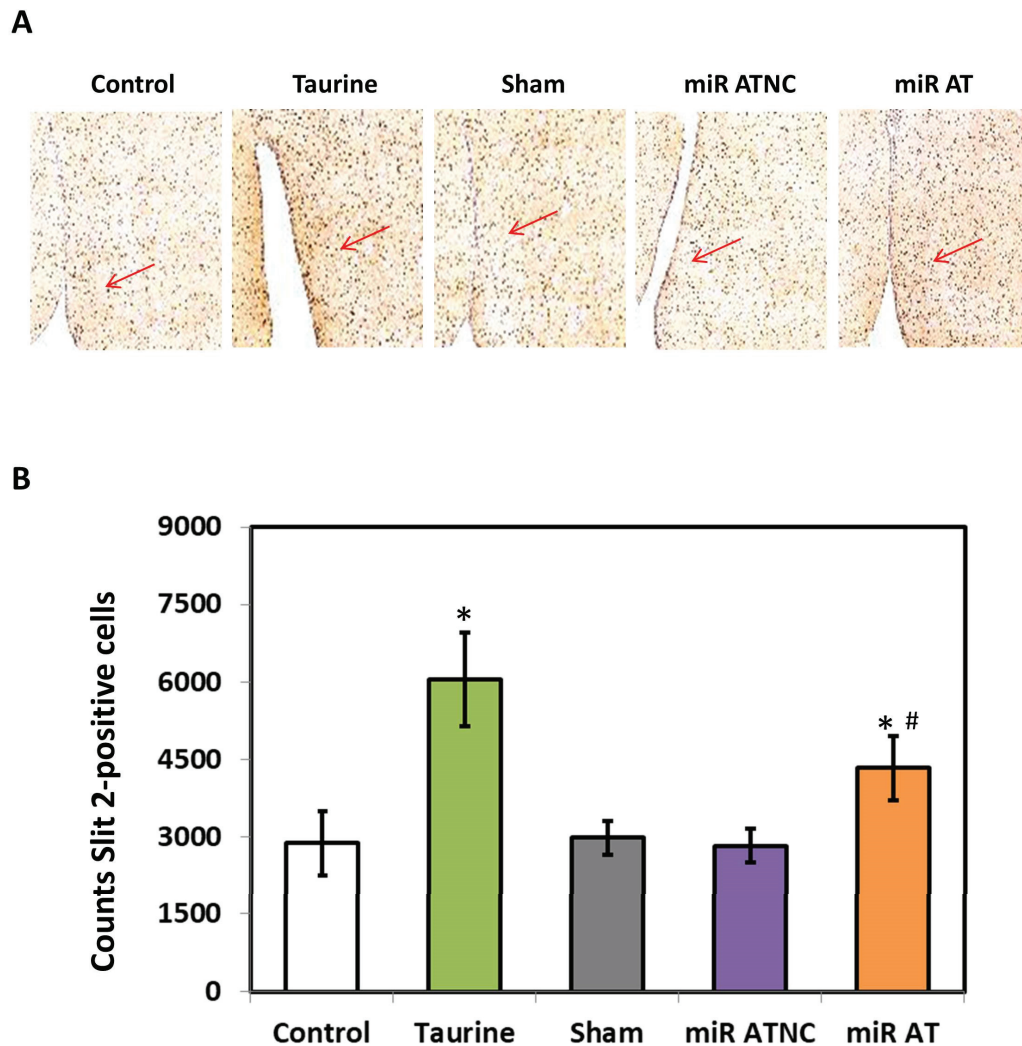 A
Control Taurine Sham miR ATNC miR AT
B
Counts Slit 2-positive cells
9000
7500
6000
4500
3000
1500
0
*
* #
Control Taurine Sham miR ATNC miR AT